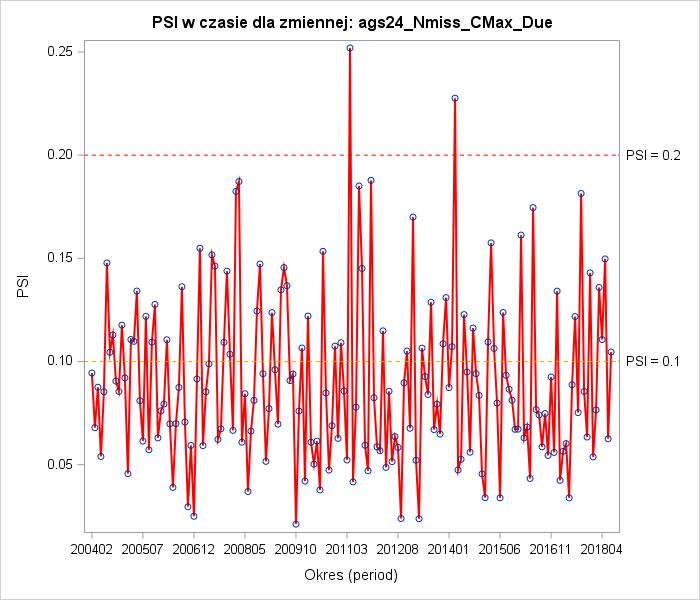 PSI w czasie dla zmiennej: ags24_Nmiss_CMax_Due
0.25
0.20
0.15
0.10
0.05
PSI
PSI = 0.2
PSI = 0.1
200402 200507 200612 200805 200910 201103 201208 201401 201506 201611 201804
Okres (period)